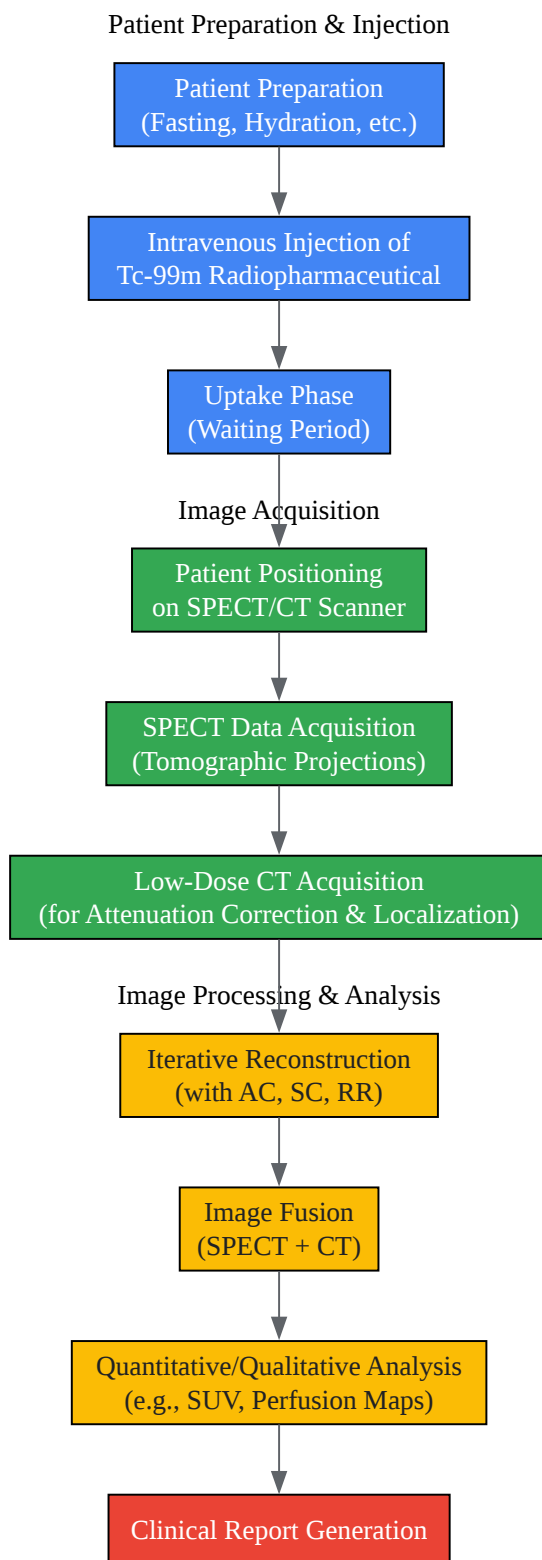 Patient Preparation & Injection
Patient Preparation
(Fasting, Hydration, etc.)
Intravenous Injection of
Tc-99m Radiopharmaceutical
Uptake Phase
(Waiting Period)
Image Acquisition
Patient Positioning
on SPECT/CT Scanner
SPECT Data Acquisition
(Tomographic Projections)
Low-Dose CT Acquisition
(for Attenuation Correction & Localization)
Image Processing & Analysis
Iterative Reconstruction
(with AC, SC, RR)
Image Fusion
(SPECT + CT)
Quantitative/Qualitative Analysis
(e.g., SUV, Perfusion Maps)
Clinical Report Generation